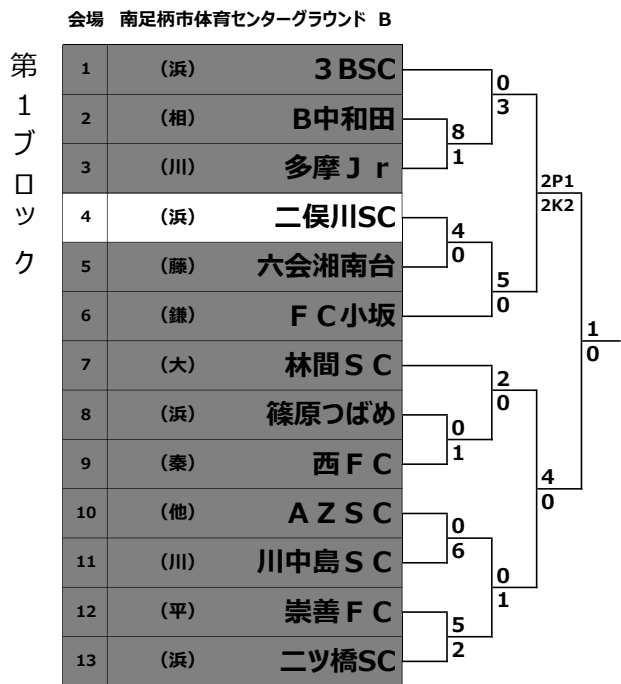 会場 南足柄市体育センターグラウンド B
第1ブロック
1 （浜） 3BSC
2 （相） B中和田
3 （川） 多摩Ｊｒ
4 （浜） 二俣川SC
5 （藤） 六会湘南台
6 （鎌） ＦＣ小坂
7 （大） 林間ＳＣ
8 （浜） 篠原つばめ
9 （秦） 西ＦＣ
10 （他） ＡＺＳＣ
11 （川） 川中島ＳＣ
12 （平） 崇善ＦＣ
13 （浜） 二ツ橋SC
8
1
4
0
0
1
0
6
5
2
0
3
5
0
2
0
0
1
2P1
2K2
4
0
1
0